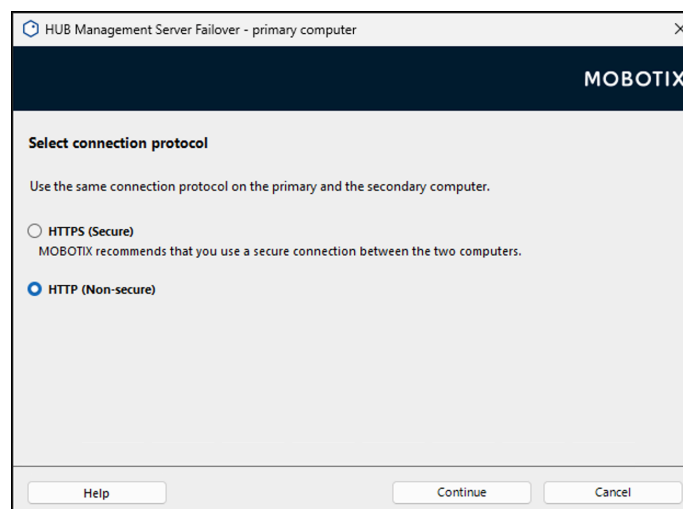 HUB Management Server Failover - primary computer
MOBOTIX
Select connection protocol
Use the same connection protocol on the primary and the secondary computer.
HTTPS (Secure)
MOBOTIX recommends that you use a secure connection between the two computers.
HTTP (Non-secure)
Help
Continue
Cancel